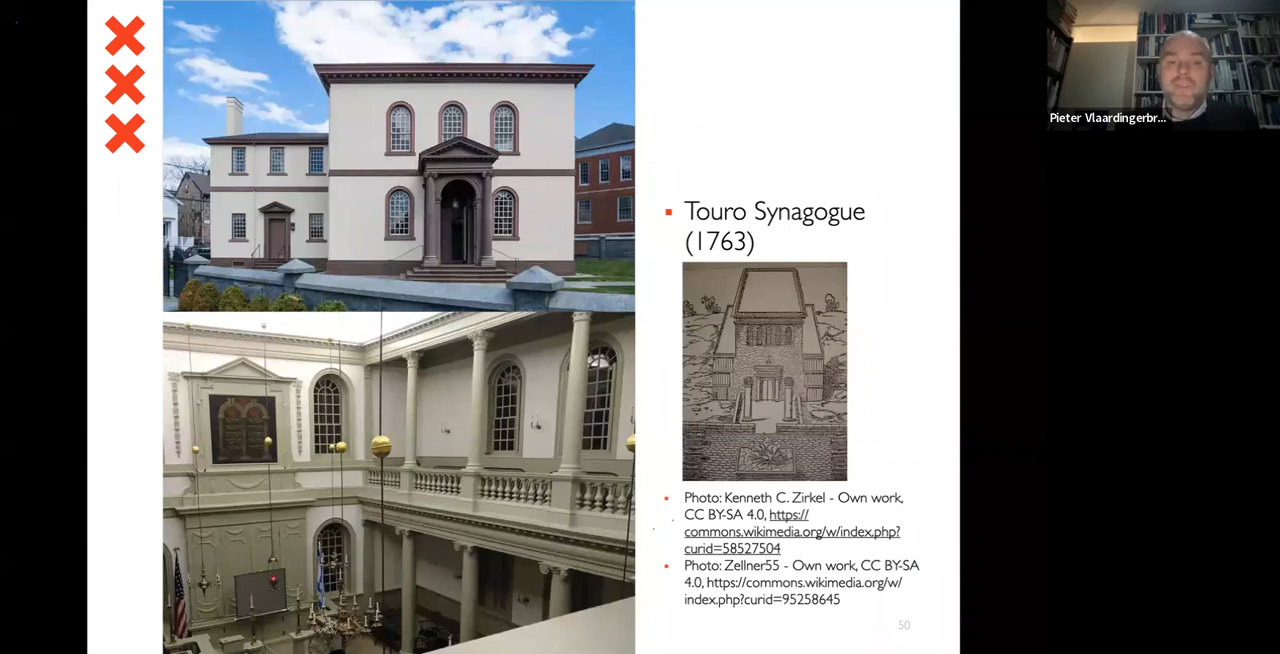 Pieter Vlaardingerbr...
Touro Synagogue
(1763)
Photo: Kenneth C. Zirkel - Own work,
CC BY-SA 4.0, https://
commons.wikimedia.org/w/index.php?
curid=58527504
Photo: Zellner55 - Own work, CC BY-SA
4.0, https://commons.wikimedia.org/w/
index.php?curid=95258645
50